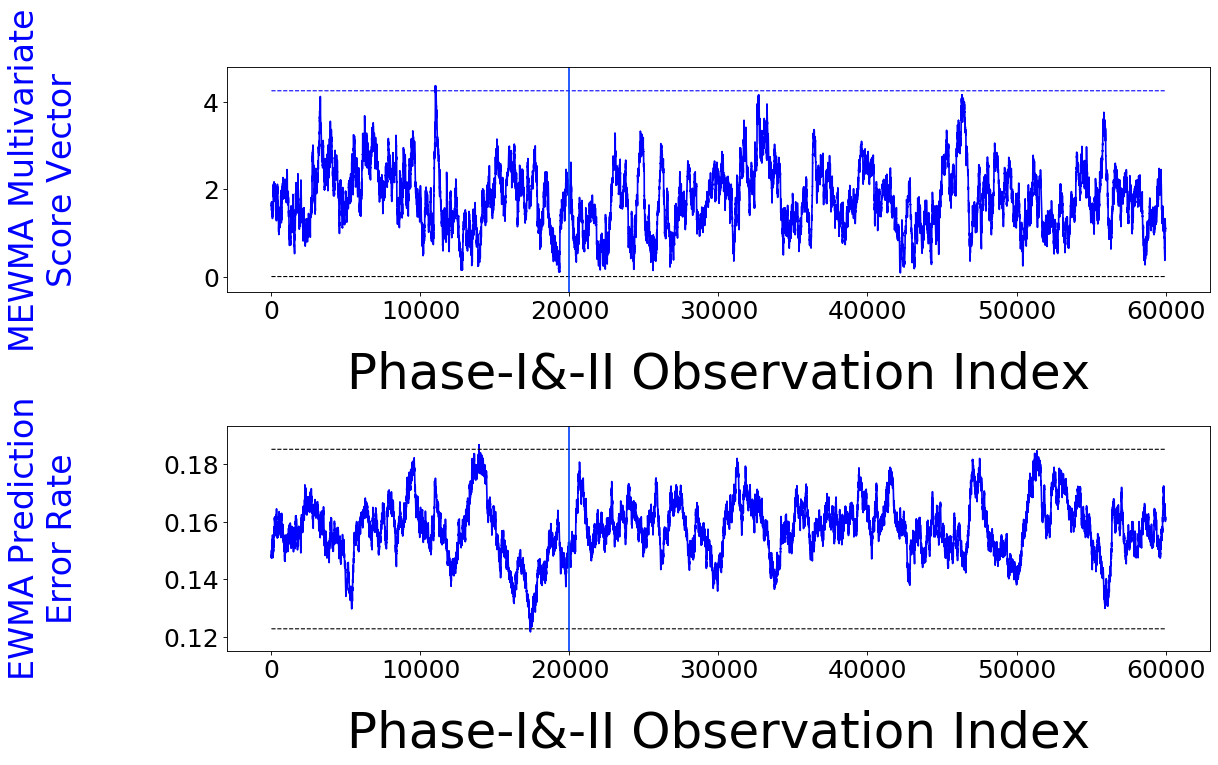 MEWMA Multivariate
Score Vector
4
2
0
0 10000 20000 30000 40000 50000 60000
Phase-I&-II Observation Index
EWMA Prediction
Error Rate
0.18
0.16
0.14
0.12
0 10000 20000 30000 40000 50000 60000
Phase-I&-II Observation Index